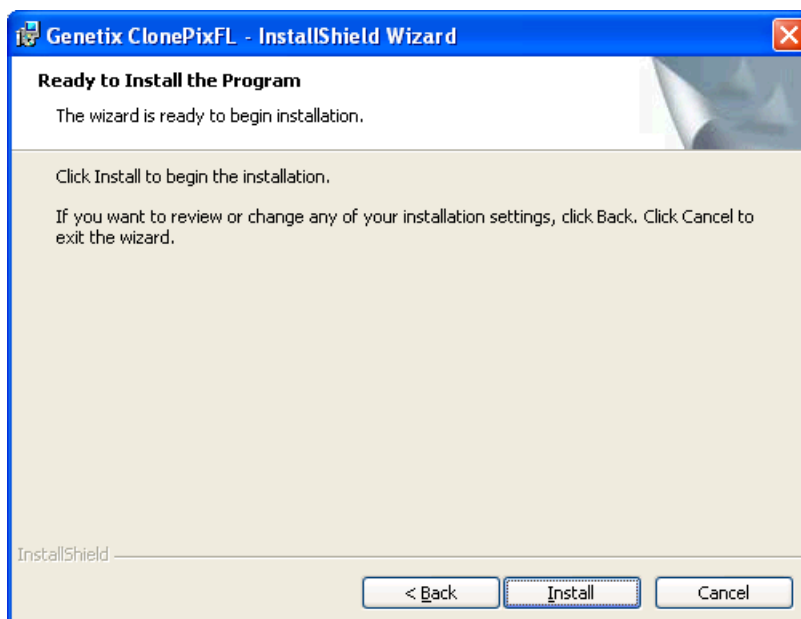 Genetix ClonePixFL - InstallShield Wizard
Ready to Install the Program
The wizard is ready to begin installation.
Click Install to begin the installation.
If you want to review or change any of your installation settings, click Back. Click Cancel to
exit the wizard.
InstallShield
< Back
Install
Cancel